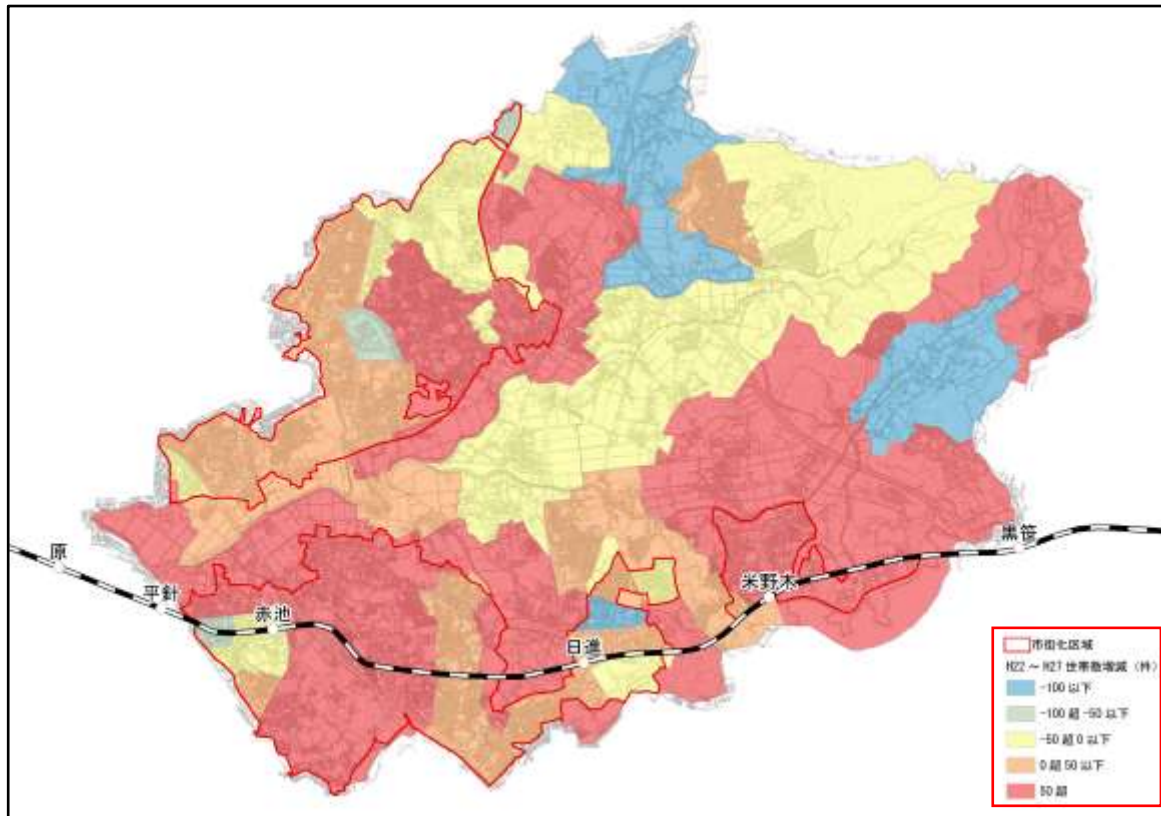 原
平針
赤池
日進
米野木
黒笹
市街化区域
H22 ～ H27 世帯数増減（件）
-100 以下
-100 超 -50 以下
-50 超 0 以下
0 超 50 以下
50 超